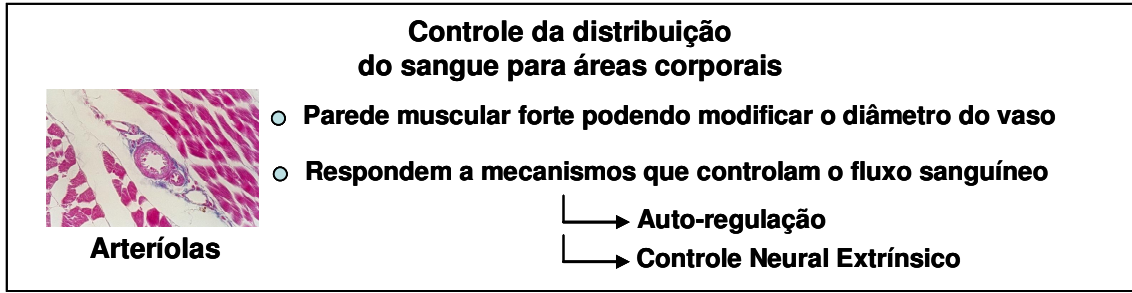 Controle da distribuição
do sangue para áreas corporais
Parede muscular forte podendo modificar o diâmetro do vaso
Respondem a mecanismos que controlam o fluxo sanguíneo
Auto-regulação
Controle Neural Extrínsico
Arteríolas